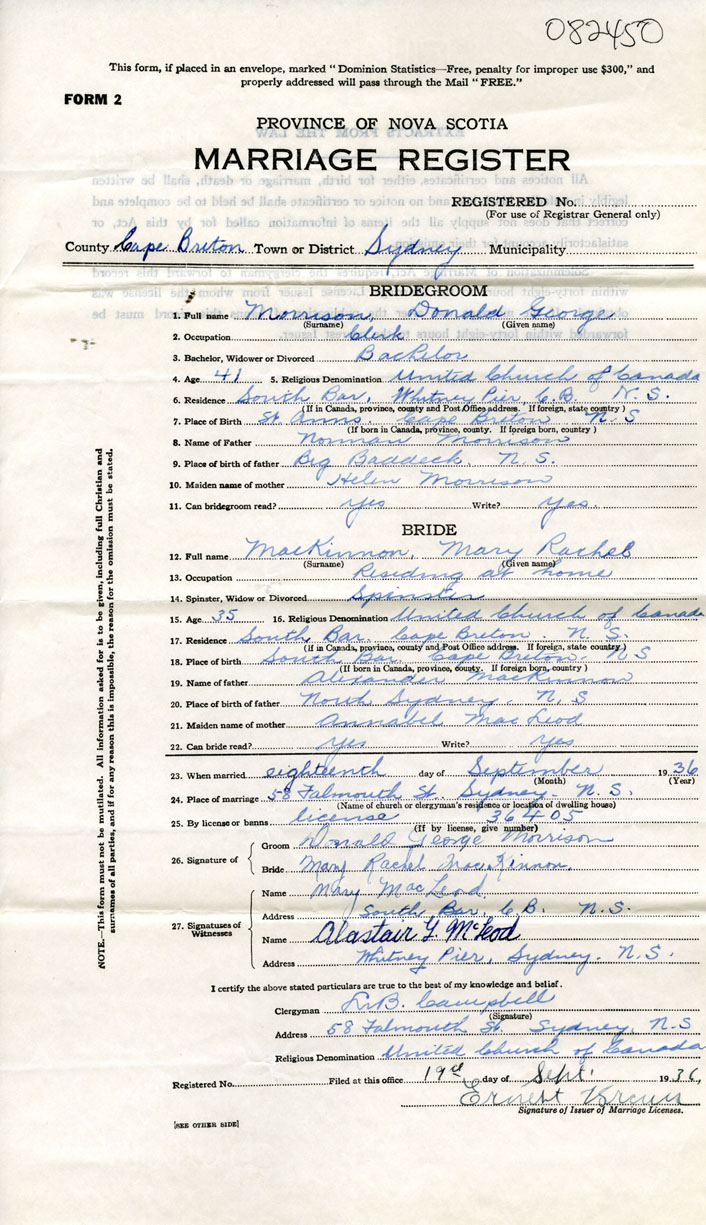 082450
This form, if placed in an envelope, marked "Dominion Statistics—Free, penalty for improper use $300," and
properly addressed will pass through the Mail "FREE."
FORM 2
PROVINCE OF NOVA SCOTIA
MARRIAGE REGISTER
REGISTERED No.
(For use of Registrar General only)
County Cape Breton Town or District Sydney Municipality
BRIDEGROOM
1. Full name Morrison, Donald George
(Surname) (Given name)
2. Occupation Clerk
3. Bachelor, Widower or Divorced Bachelor
4. Age 41 5. Religious Denomination United Church of Canada
6. Residence South Bar, Whitney Pier, C.B. N.S.
(If in Canada, province, county and Post Office address. If foreign, state country)
7. Place of Birth St. Anns Cape Breton N.S
(If born in Canada, province, county. If foreign born, country)
8. Name of Father Norman Morrison
9. Place of birth of father Big Baddeck, N.S.
10. Maiden name of mother Helen Morrison
11. Can bridegroom read? yes Write? yes
BRIDE
12. Full name MacKinnon, Mary Rachel
(Surname) (Given name)
13. Occupation Residing at home
14. Spinster, Widow or Divorced Spinster
15. Age 35 16. Religious Denomination United Church of Canada
17. Residence South Bar, Cape Breton. N.S.
(If in Canada, province, county and Post Office address. If foreign, state country)
18. Place of birth South Bar, Cape Breton, N S
(If born in Canada, province, county. If foreign born, country)
19. Name of father Alexander MacKinnon
20. Place of birth of father North Sydney, N.S
21. Maiden name of mother Annabel MacLeod
22. Can bride read? yes Write? yes
23. When married eighteenth day of September 1936
(Month) (Year)
24. Place of marriage 58 Falmouth St. Sydney. N.S.
(Name of church or clergyman's residence or location of dwelling house)
25. By license or banns license 36405
(If by license, give number)
26. Signature of
Groom Donald George Morrison
Bride Mary Rachel MacKinnon.
27. Signatures of Witnesses
Name Mary MacLeod.
Address South Bar, C.B. N.S.
Name Alastair G. McLeod
Address Whitney Pier, Sydney. N.S.
I certify the above stated particulars are true to the best of my knowledge and belief.
Clergyman Campbell
(Signature)
Address 58 Falmouth St. Sydney, N.S
Religious Denomination United Church of Canada
Registered No. Filed at this office 19th day of Sept. 1936,
Ernest
Signature of Issuer of Marriage Licenses.
[SEE OTHER SIDE]
NOTE.—This form must not be mutilated. All information asked for is to be given, including full Christian and
surnames of all parties, and if for any reason this is impossible, the reason for the omission must be stated.